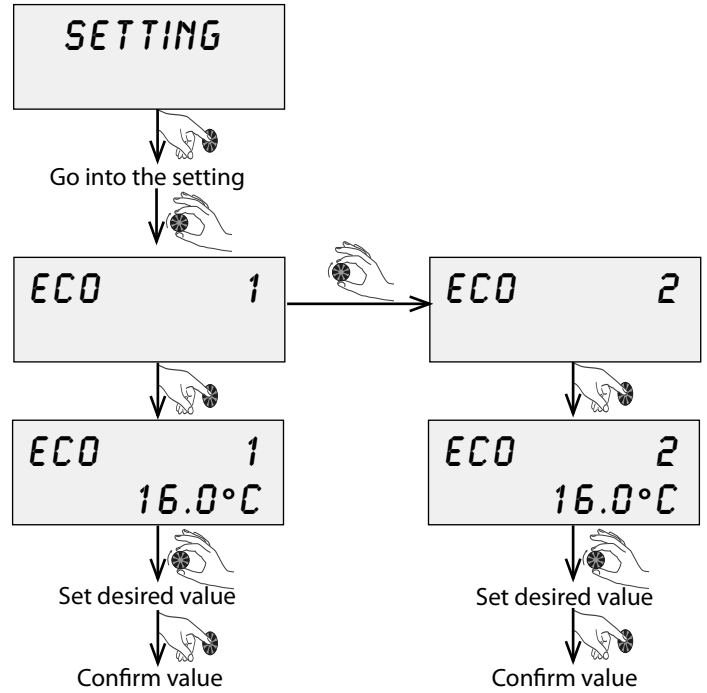 SETTING
Go into the setting
ECO 1
ECO 2
ECO 1
16.0°C
ECO 2
16.0°C
Set desired value
Set desired value
Confirm value
Confirm value